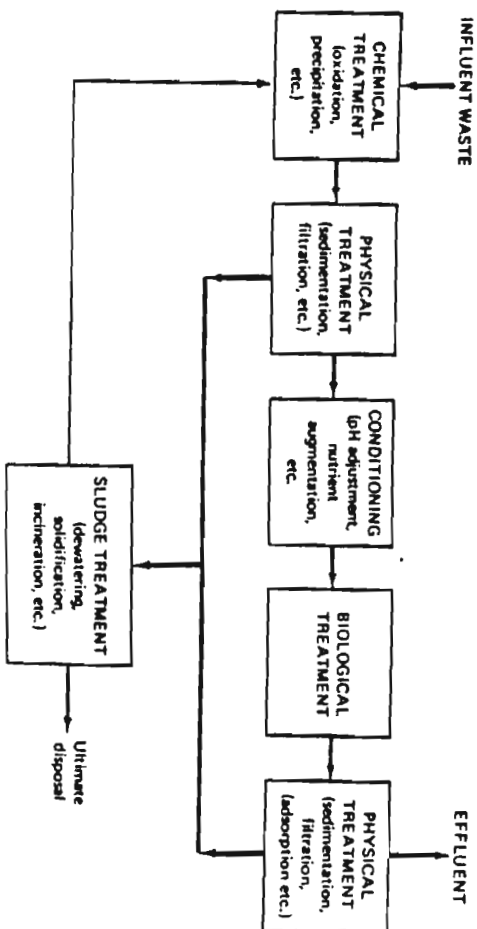 INFLUENT WASTE
CHEMICAL
TREATMENT
(oxidation,
precipitation,
etc.)
PHYSICAL
TREATMENT
(sedimentation,
filtration, etc.)
CONDITIONING
(pH adjustment,
nutrient
augmentation,
etc.
BIOLOGICAL
TREATMENT
PHYSICAL
TREATMENT
(sedimentation,
filtration,
(adsorption etc.)
EFFLUENT
SLUDGE TREATMENT
(dewatering,
solidification,
incineration, etc.)
Ultimate
disposal